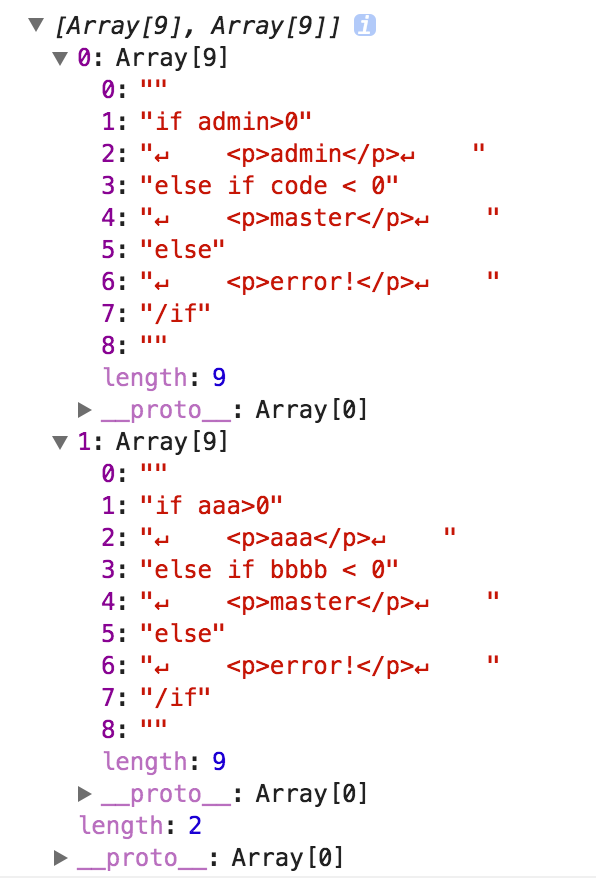 ▼ [Array[9], Array[9]] i
▼ 0: Array[9]
0: ""
1: "if admin>0"
2: "↵    <p>admin</p>↵    "
3: "else if code < 0"
4: "↵    <p>master</p>↵    "
5: "else"
6: "↵    <p>error!</p>↵    "
7: "/if"
8: ""
length: 9
▶ __proto__: Array[0]
▼ 1: Array[9]
0: ""
1: "if aaa>0"
2: "↵    <p>aaa</p>↵    "
3: "else if bbbb < 0"
4: "↵    <p>master</p>↵    "
5: "else"
6: "↵    <p>error!</p>↵    "
7: "/if"
8: ""
length: 9
▶ __proto__: Array[0]
length: 2
▶ __proto__: Array[0]